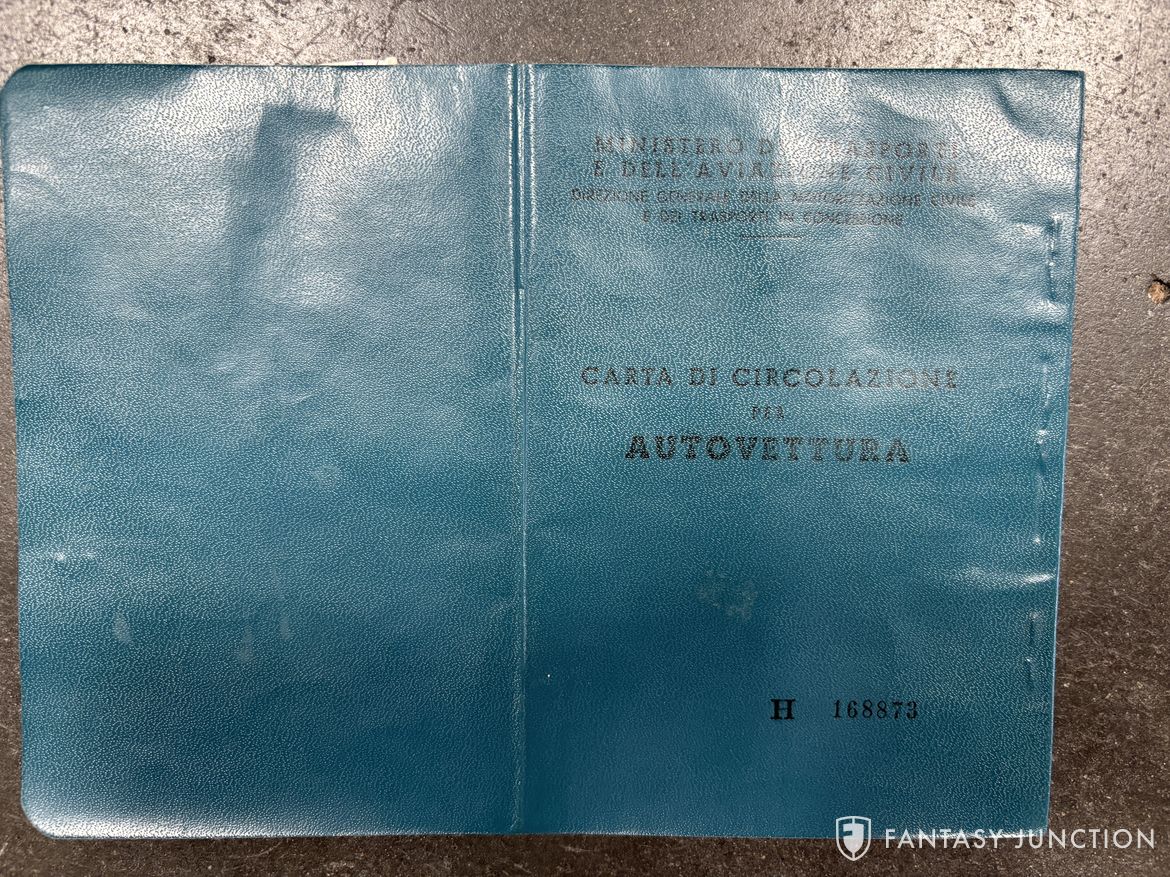 MINISTERO DEI TRASPORTI
E DELL'AVIAZIONE CIVILE
DIREZIONE GENERALE DELLA MOTORIZZAZIONE CIVILE
E DEI TRASPORTI IN CONCESSIONE
CARTA DI CIRCOLAZIONE
PER
AUTOVETTURA
H 168873
FANTASY JUNCTION